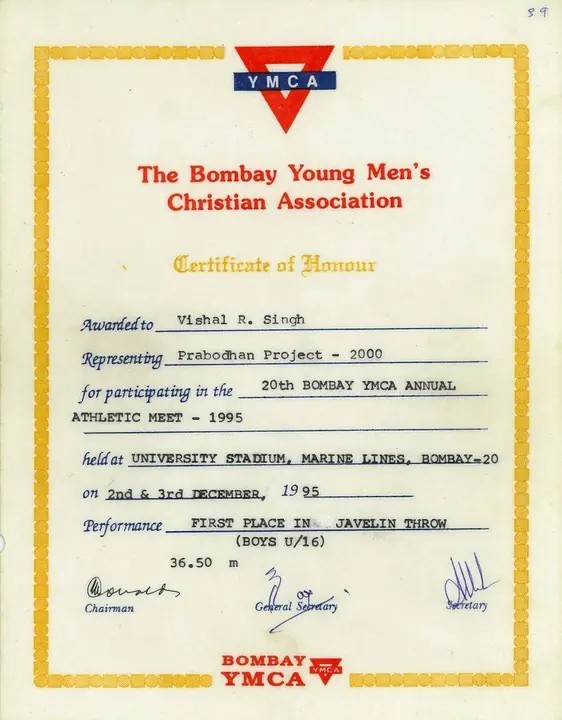 39
YMCA
The Bombay Young Men's
Christian Association
Certificate of Honour
Awarded to Vishal R. Singh
Representing Prabodhan Project - 2000
for participating in the 20th BOMBAY YMCA ANNUAL
ATHLETIC MEET - 1995
held at UNIVERSITY STADIUM, MARINE LINES, BOMBAY-20
on 2nd & 3rd DECEMBER, 1995
Performance FIRST PLACE IN JAVELIN THROW
(BOYS U/16)
36.50 m
Chairman General Secretary Secretary
BOMBAY
YMCA YMCA